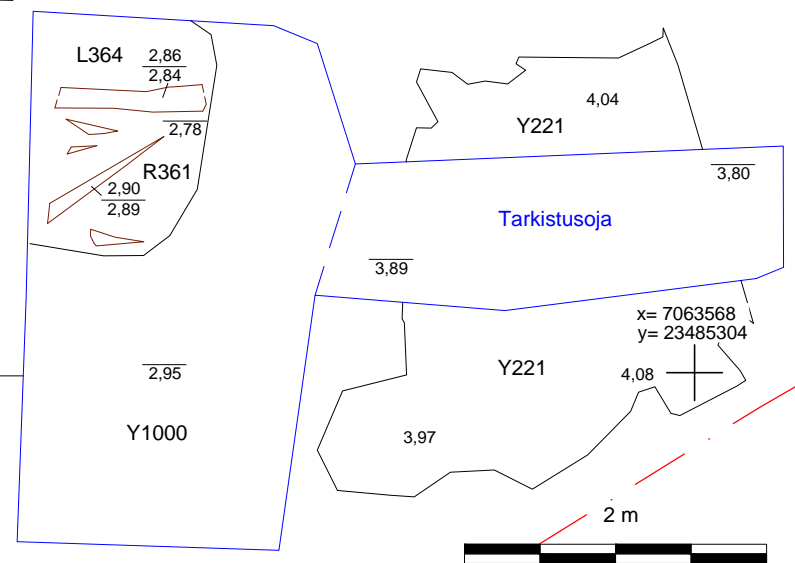 L364
2,86
2,84
2,78
R361
2,90
2,89
4,04
Y221
3,80
Tarkistusoja
3,89
x= 7063568
y= 23485304
2,95
Y221
4,08
Y1000
3,97
2 m